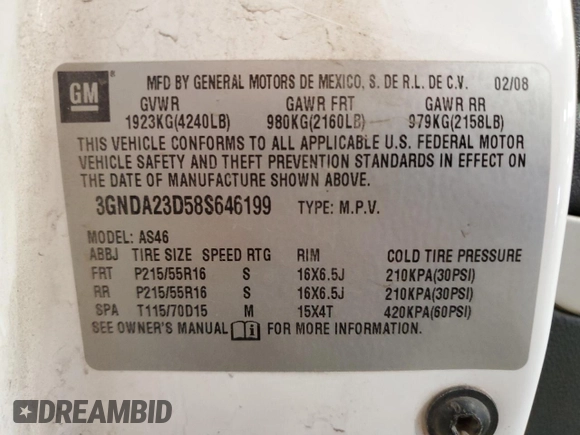 GM
MFD BY GENERAL MOTORS DE MEXICO, S. DE R.L. DE C.V. 02/08
GVWR GAWR FRT GAWR RR
1923KG(4240LB) 980KG(2160LB) 979KG(2158LB)
THIS VEHICLE CONFORMS TO ALL APPLICABLE U.S. FEDERAL MOTOR
VEHICLE SAFETY AND THEFT PREVENTION STANDARDS IN EFFECT ON
THE DATE OF MANUFACTURE SHOWN ABOVE.
3GNDA23D58S646199 TYPE: M.P.V.
MODEL: AS46
ABBJ TIRE SIZE SPEED RTG RIM COLD TIRE PRESSURE
FRT P215/55R16 S 16X6.5J 210KPA(30PSI)
RR P215/55R16 S 16X6.5J 210KPA(30PSI)
SPA T115/70D15 M 15X4T 420KPA(60PSI)
SEE OWNER'S MANUAL FOR MORE INFORMATION.
DREAMBID